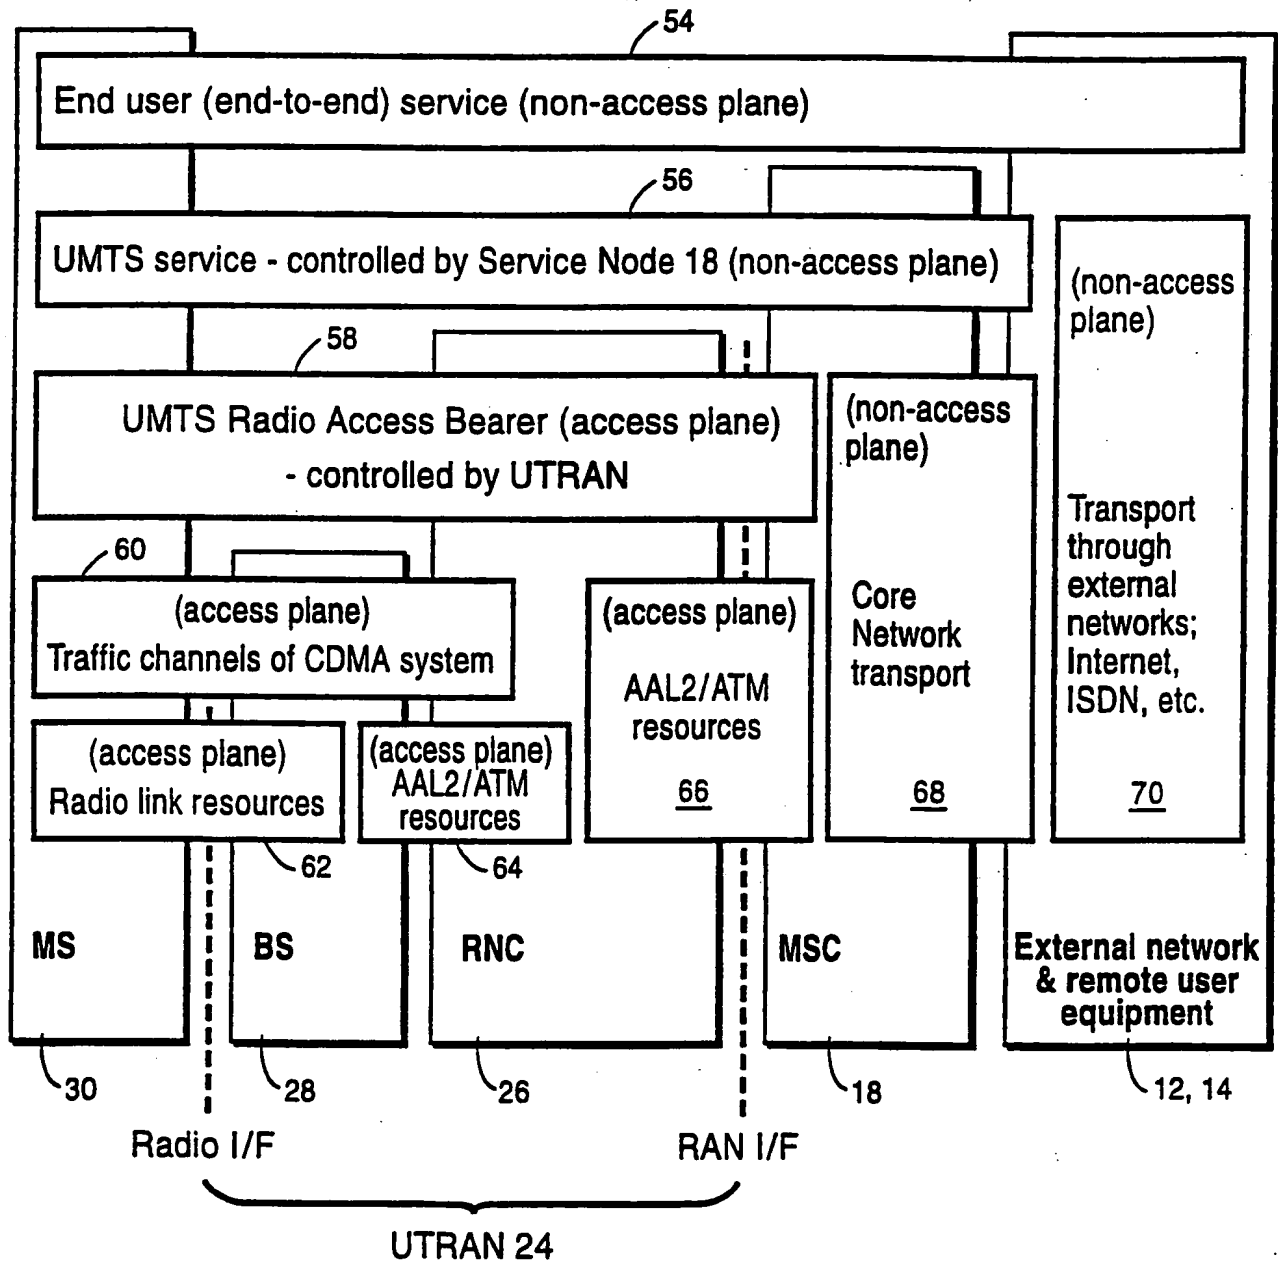 54
End user (end-to-end) service (non-access plane)
56
UMTS service - controlled by Service Node 18 (non-access plane)
(non-access
plane)
Transport
through
external
networks;
Internet,
ISDN, etc.
70
58
UMTS Radio Access Bearer (access plane)
- controlled by UTRAN
(non-access
plane)
Core
Network
transport
68
60
(access plane)
Traffic channels of CDMA system
(access plane)
AAL2/ATM
resources
66
(access plane)
Radio link resources
62
(access plane)
AAL2/ATM
resources
64
MS
BS
RNC
MSC
External network
& remote user
equipment
30
28
26
18
12, 14
Radio I/F
RAN I/F
UTRAN 24